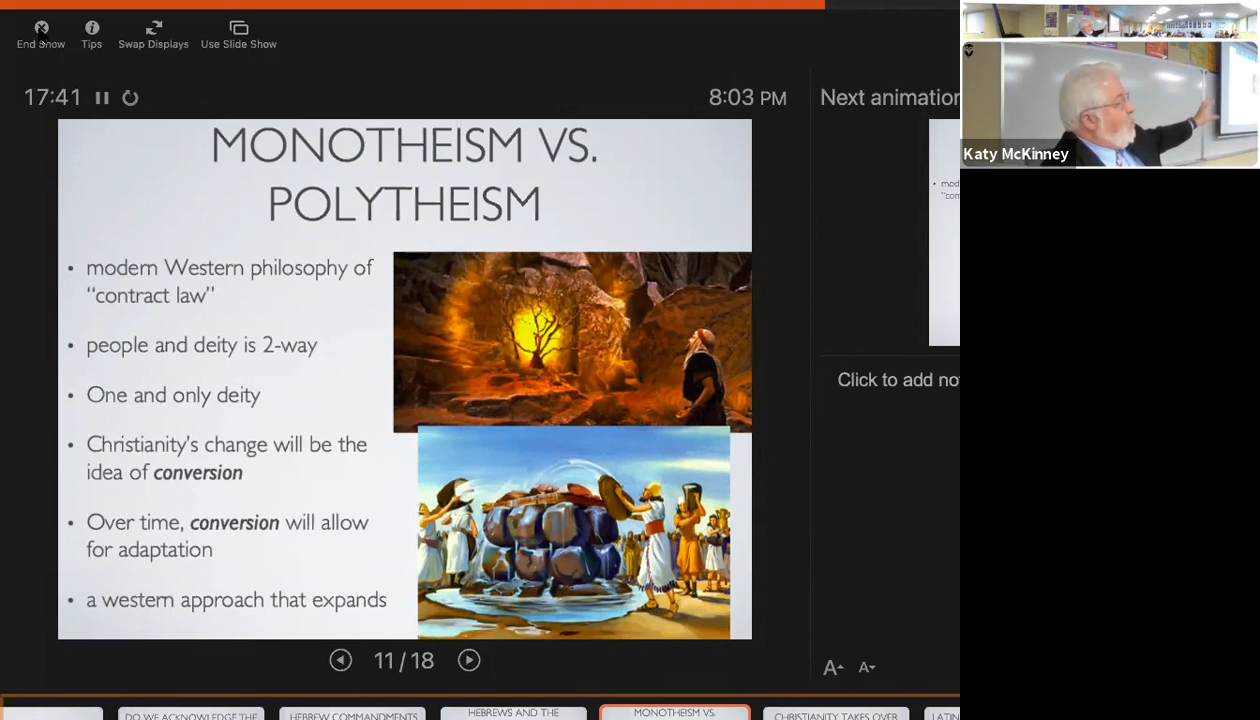 End Show
Tips
Swap Displays
Use Slide Show
17:41
8:03 PM
Next animation
MONOTHEISM VS.
POLYTHEISM
• modern Western philosophy of
“contract law”
• people and deity is 2-way
• One and only deity
• Christianity’s change will be the
idea of conversion
• Over time, conversion will allow
for adaptation
• a western approach that expands
• mod
"con
Click to add no
11/18
A A
DO WE ACKNOWLEDGE THE
HEBREW COMMANDMENTS
HEBREWS AND THE
MONOTHEISM VS.
CHRISTIANITY TAKES OVER
LATIN
Katy McKinney